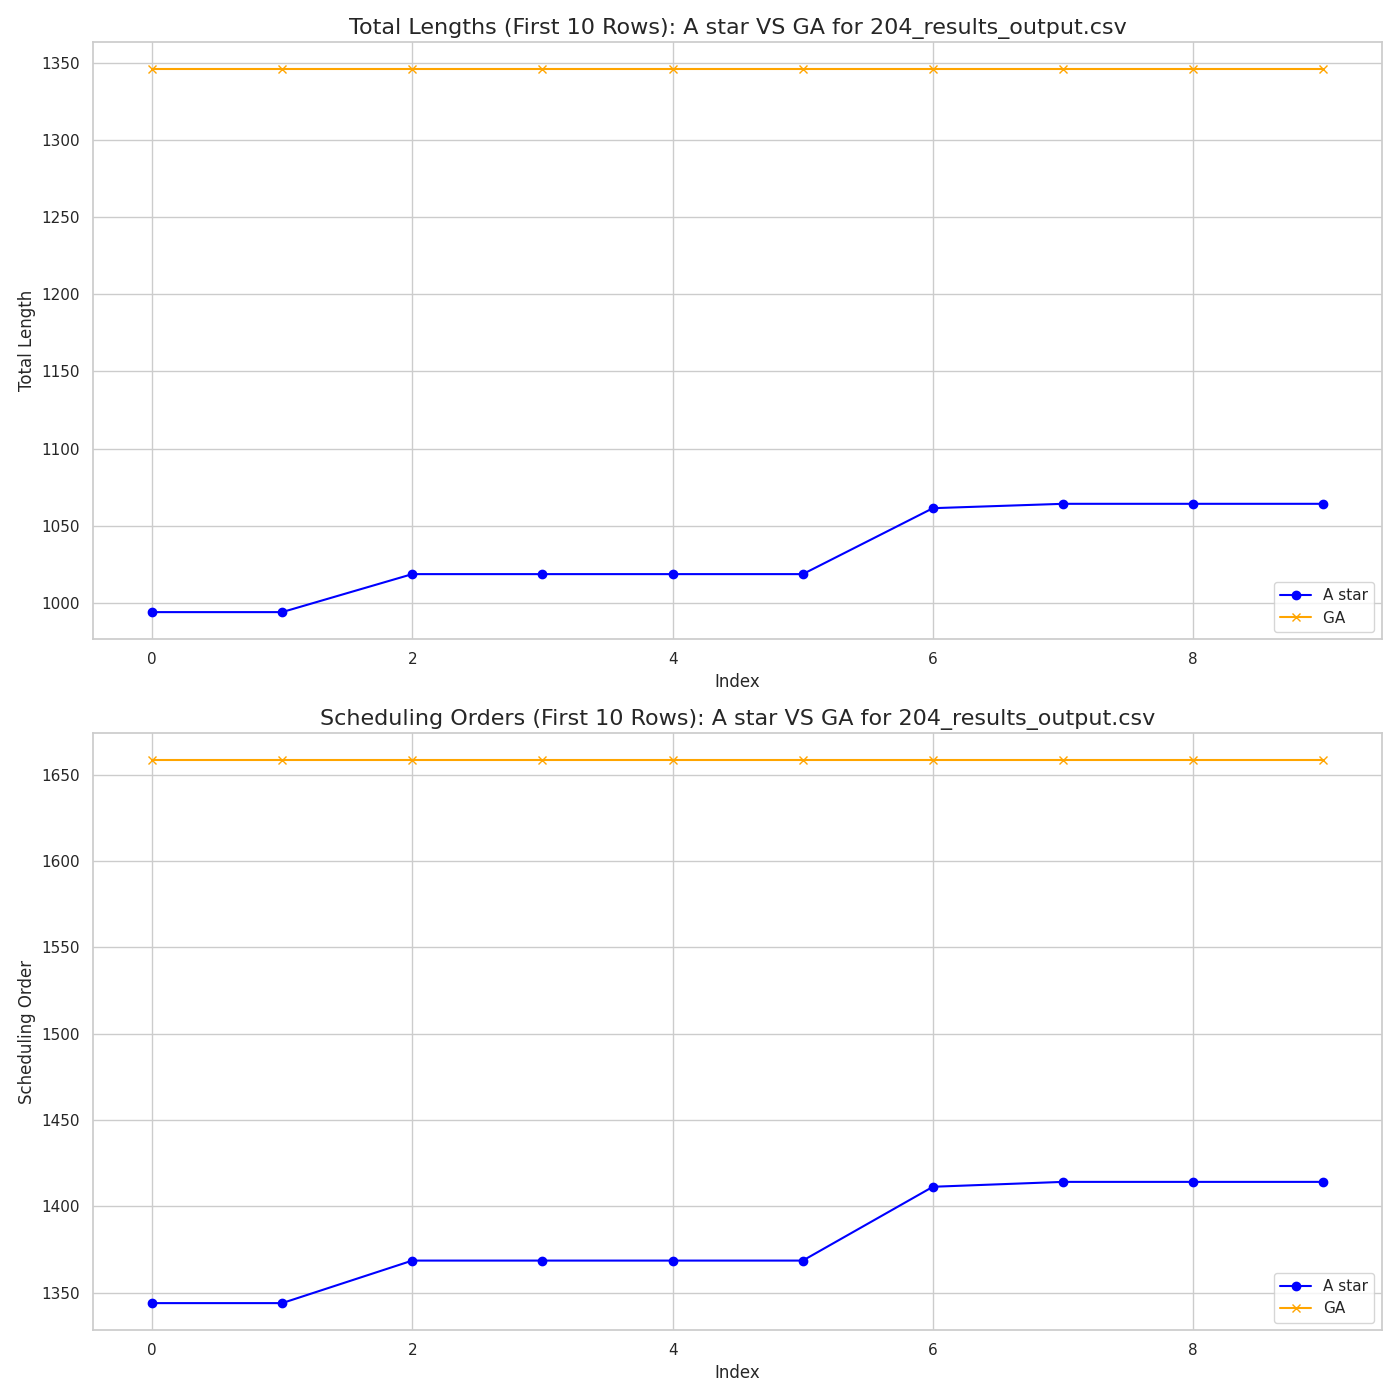 Total Lengths (First 10 Rows): A star VS GA for 204_results_output.csv
Total Length
1350
1300
1250
1200
1150
1100
1050
1000
A star
GA
0 2 4 6 8
Index
Scheduling Orders (First 10 Rows): A star VS GA for 204_results_output.csv
Scheduling Order
1650
1600
1550
1500
1450
1400
1350
A star
GA
0 2 4 6 8
Index